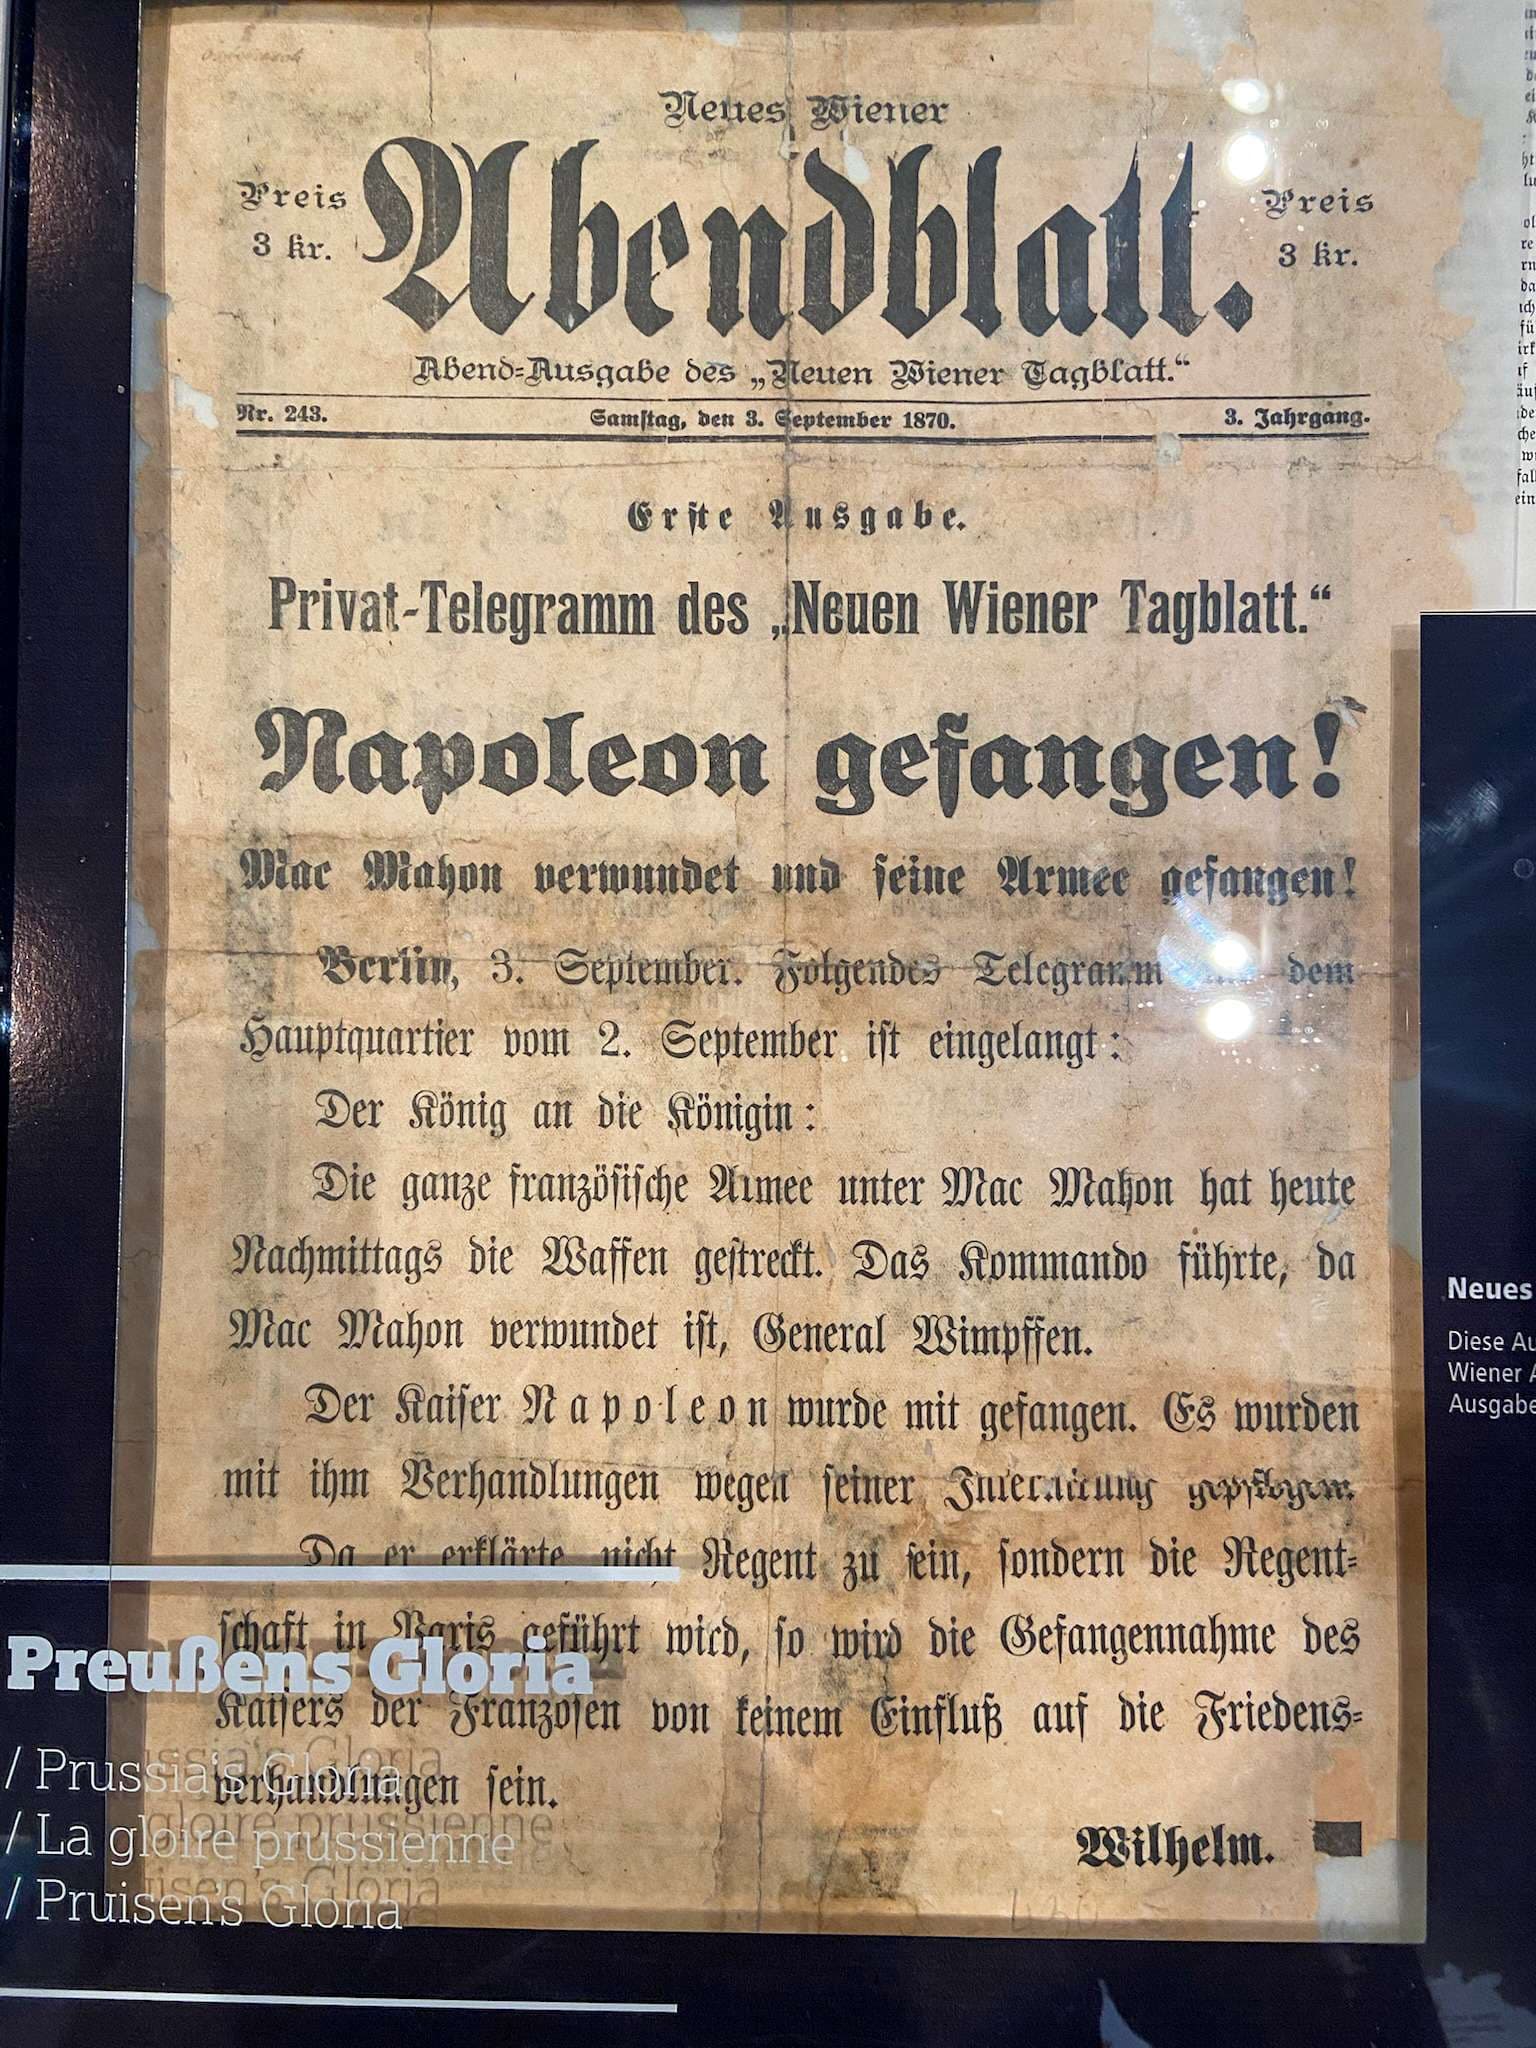 Neues Wiener
Abendblatt.
Preis
3 kr.
Preis
3 kr.
Abend-Ausgabe des „Neuen Wiener Tagblatt.“
Nr. 243.
Samstag, den 3. September 1870.
3. Jahrgang.
Erste Ausgabe.
Privat-Telegramm des „Neuen Wiener Tagblatt.“
Napoleon gefangen!
Mac Mahon verwundet und seine Armee gefangen!
Berlin, 3. September. Folgendes Telegramm dem
Hauptquartier vom 2. September ist eingelangt:
Der König an die Königin:
Die ganze französische Armee unter Mac Mahon hat heute
Nachmittags die Waffen gestreckt. Das Kommando führte, da
Mac Mahon verwundet ist, General Wimpffen.
Der Kaiser Napoleon wurde mit gefangen. Es wurden
mit ihm Verhandlungen wegen seiner gepflogen.
Da er erklärte nicht Regent zu sein, sondern die Regent-
schaft in Paris geführt wird, so wird die Gefangennahme des
Kaisers der Franzosen von keinem Einfluß auf die Friedens-
verhandlungen sein.
Wilhelm.
Preußens Gloria
/ Prussia's Gloria
/ La gloire prussienne
/ Pruisens Gloria
Neues
Diese Au
Wiener A
Ausgabe